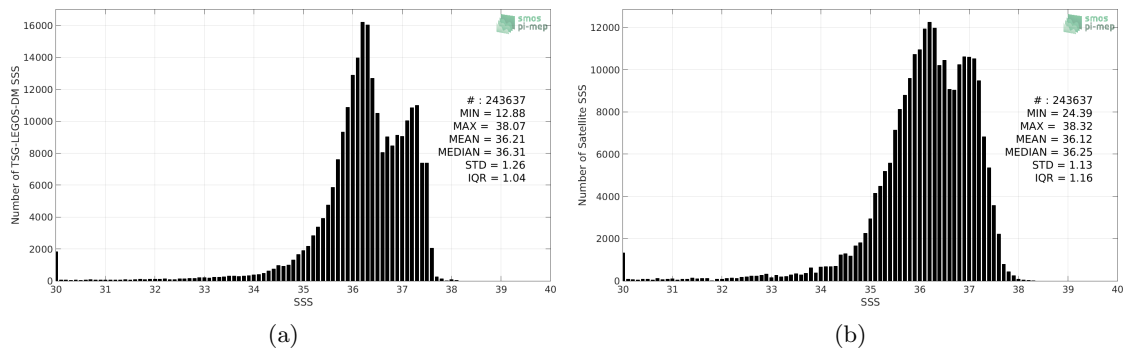 16000
14000
12000
10000
8000
6000
4000
2000
0
Number of TSG-LEGOS-DM SSS
30 31 32 33 34 35 36 37 38 39 40
SSS
smos
pi-mep
# : 243637
MIN = 12.88
MAX = 38.07
MEAN = 36.21
MEDIAN = 36.31
STD = 1.26
IQR = 1.04
(a)
12000
10000
8000
6000
4000
2000
0
Number of Satellite SSS
30 31 32 33 34 35 36 37 38 39 40
SSS
smos
pi-mep
# : 243637
MIN = 24.39
MAX = 38.32
MEAN = 36.12
MEDIAN = 36.25
STD = 1.13
IQR = 1.16
(b)